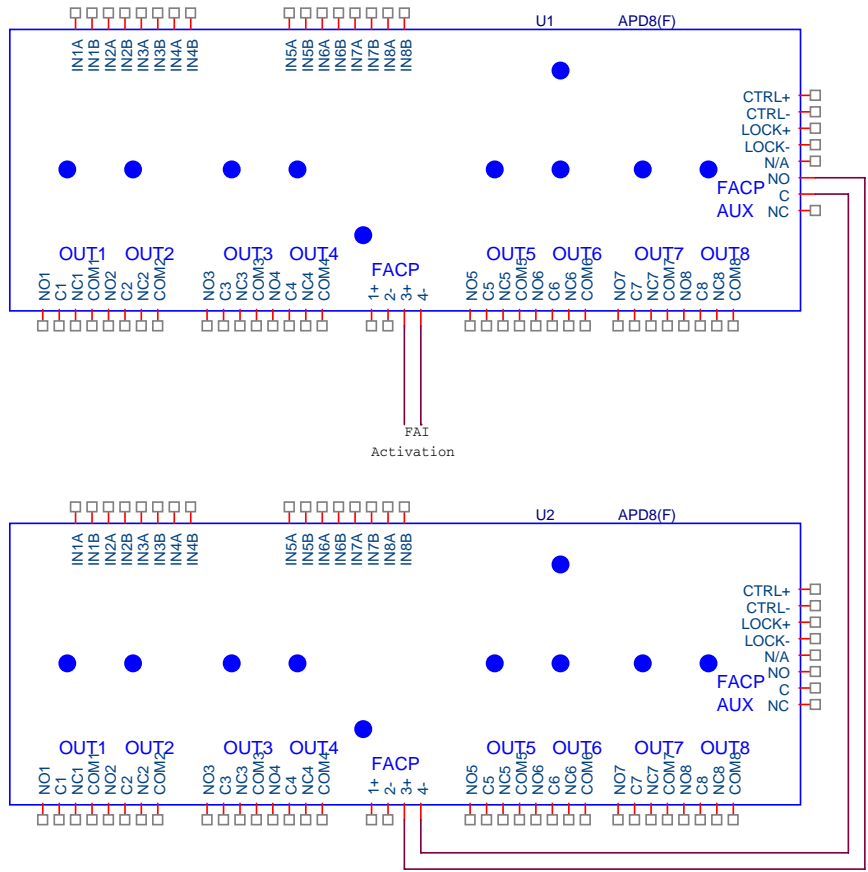 U1 APD8(F)
IN1A IN1B IN2A IN2B IN3A IN3B IN4A IN4B IN5A IN5B IN6A IN6B IN7A IN7B IN8A IN8B
CTRL+
CTRL-
LOCK+
LOCK-
N/A
NO
FACP C
AUX NC
OUT1 OUT2 OUT3 OUT4 OUT5 OUT6 OUT7 OUT8
FACP
NO1 C1 NC1 COM1 NO2 C2 NC2 COM2 NO3 C3 NC3 COM3 NO4 C4 NC4 COM4 1+ 2- 3+ 4- NO5 C5 NC5 COM5 NO6 C6 NC6 COM6 NO7 C7 NC7 COM7 NO8 C8 NC8 COM8
FAI
Activation
U2 APD8(F)
IN1A IN1B IN2A IN2B IN3A IN3B IN4A IN4B IN5A IN5B IN6A IN6B IN7A IN7B IN8A IN8B
CTRL+
CTRL-
LOCK+
LOCK-
N/A
NO
FACP C
AUX NC
OUT1 OUT2 OUT3 OUT4 OUT5 OUT6 OUT7 OUT8
FACP
NO1 C1 NC1 COM1 NO2 C2 NC2 COM2 NO3 C3 NC3 COM3 NO4 C4 NC4 COM4 1+ 2- 3+ 4- NO5 C5 NC5 COM5 NO6 C6 NC6 COM6 NO7 C7 NC7 COM7 NO8 C8 NC8 COM8